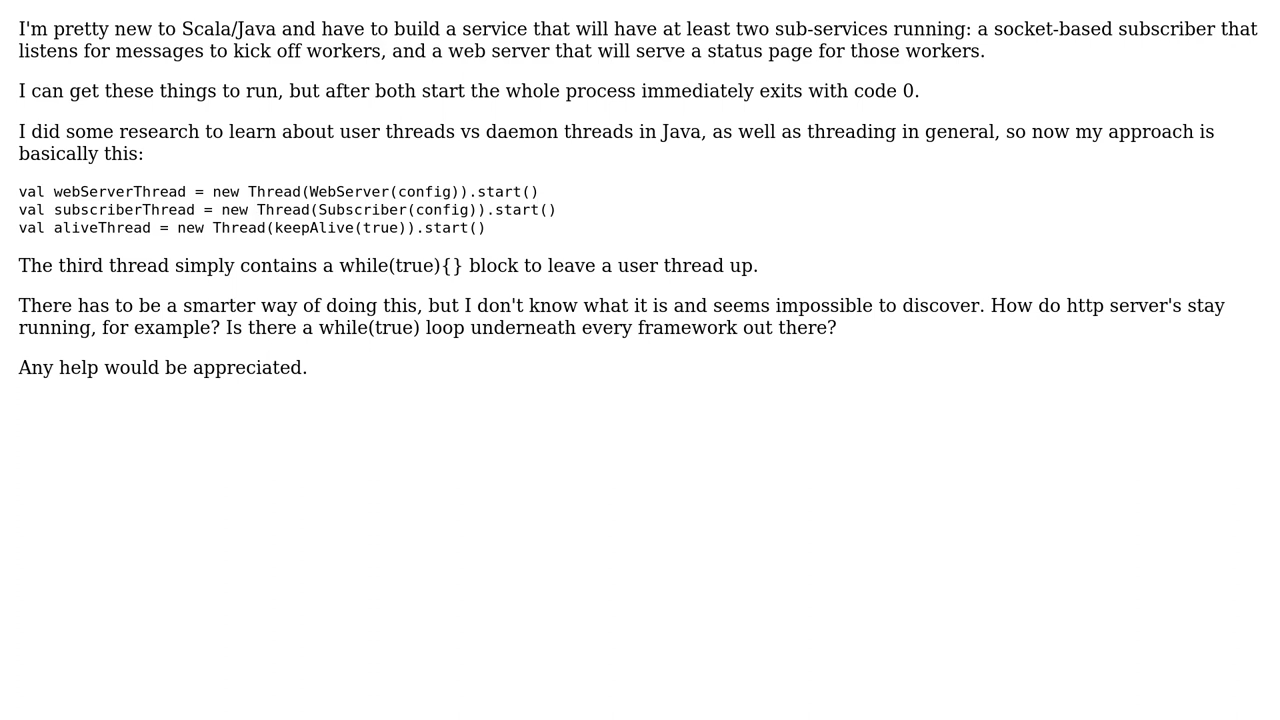 I'm pretty new to Scala/Java and have to build a service that will have at least two sub-services running: a socket-based subscriber that
listens for messages to kick off workers, and a web server that will serve a status page for those workers.
I can get these things to run, but after both start the whole process immediately exits with code 0.
I did some research to learn about user threads vs daemon threads in Java, as well as threading in general, so now my approach is
basically this:
val webServerThread = new Thread(WebServer(config)).start()
val subscriberThread = new Thread(Subscriber(config)).start()
val aliveThread = new Thread(keepAlive(true)).start()
The third thread simply contains a while(true){} block to leave a user thread up.
There has to be a smarter way of doing this, but I don't know what it is and seems impossible to discover. How do http server's stay
running, for example? Is there a while(true) loop underneath every framework out there?
Any help would be appreciated.